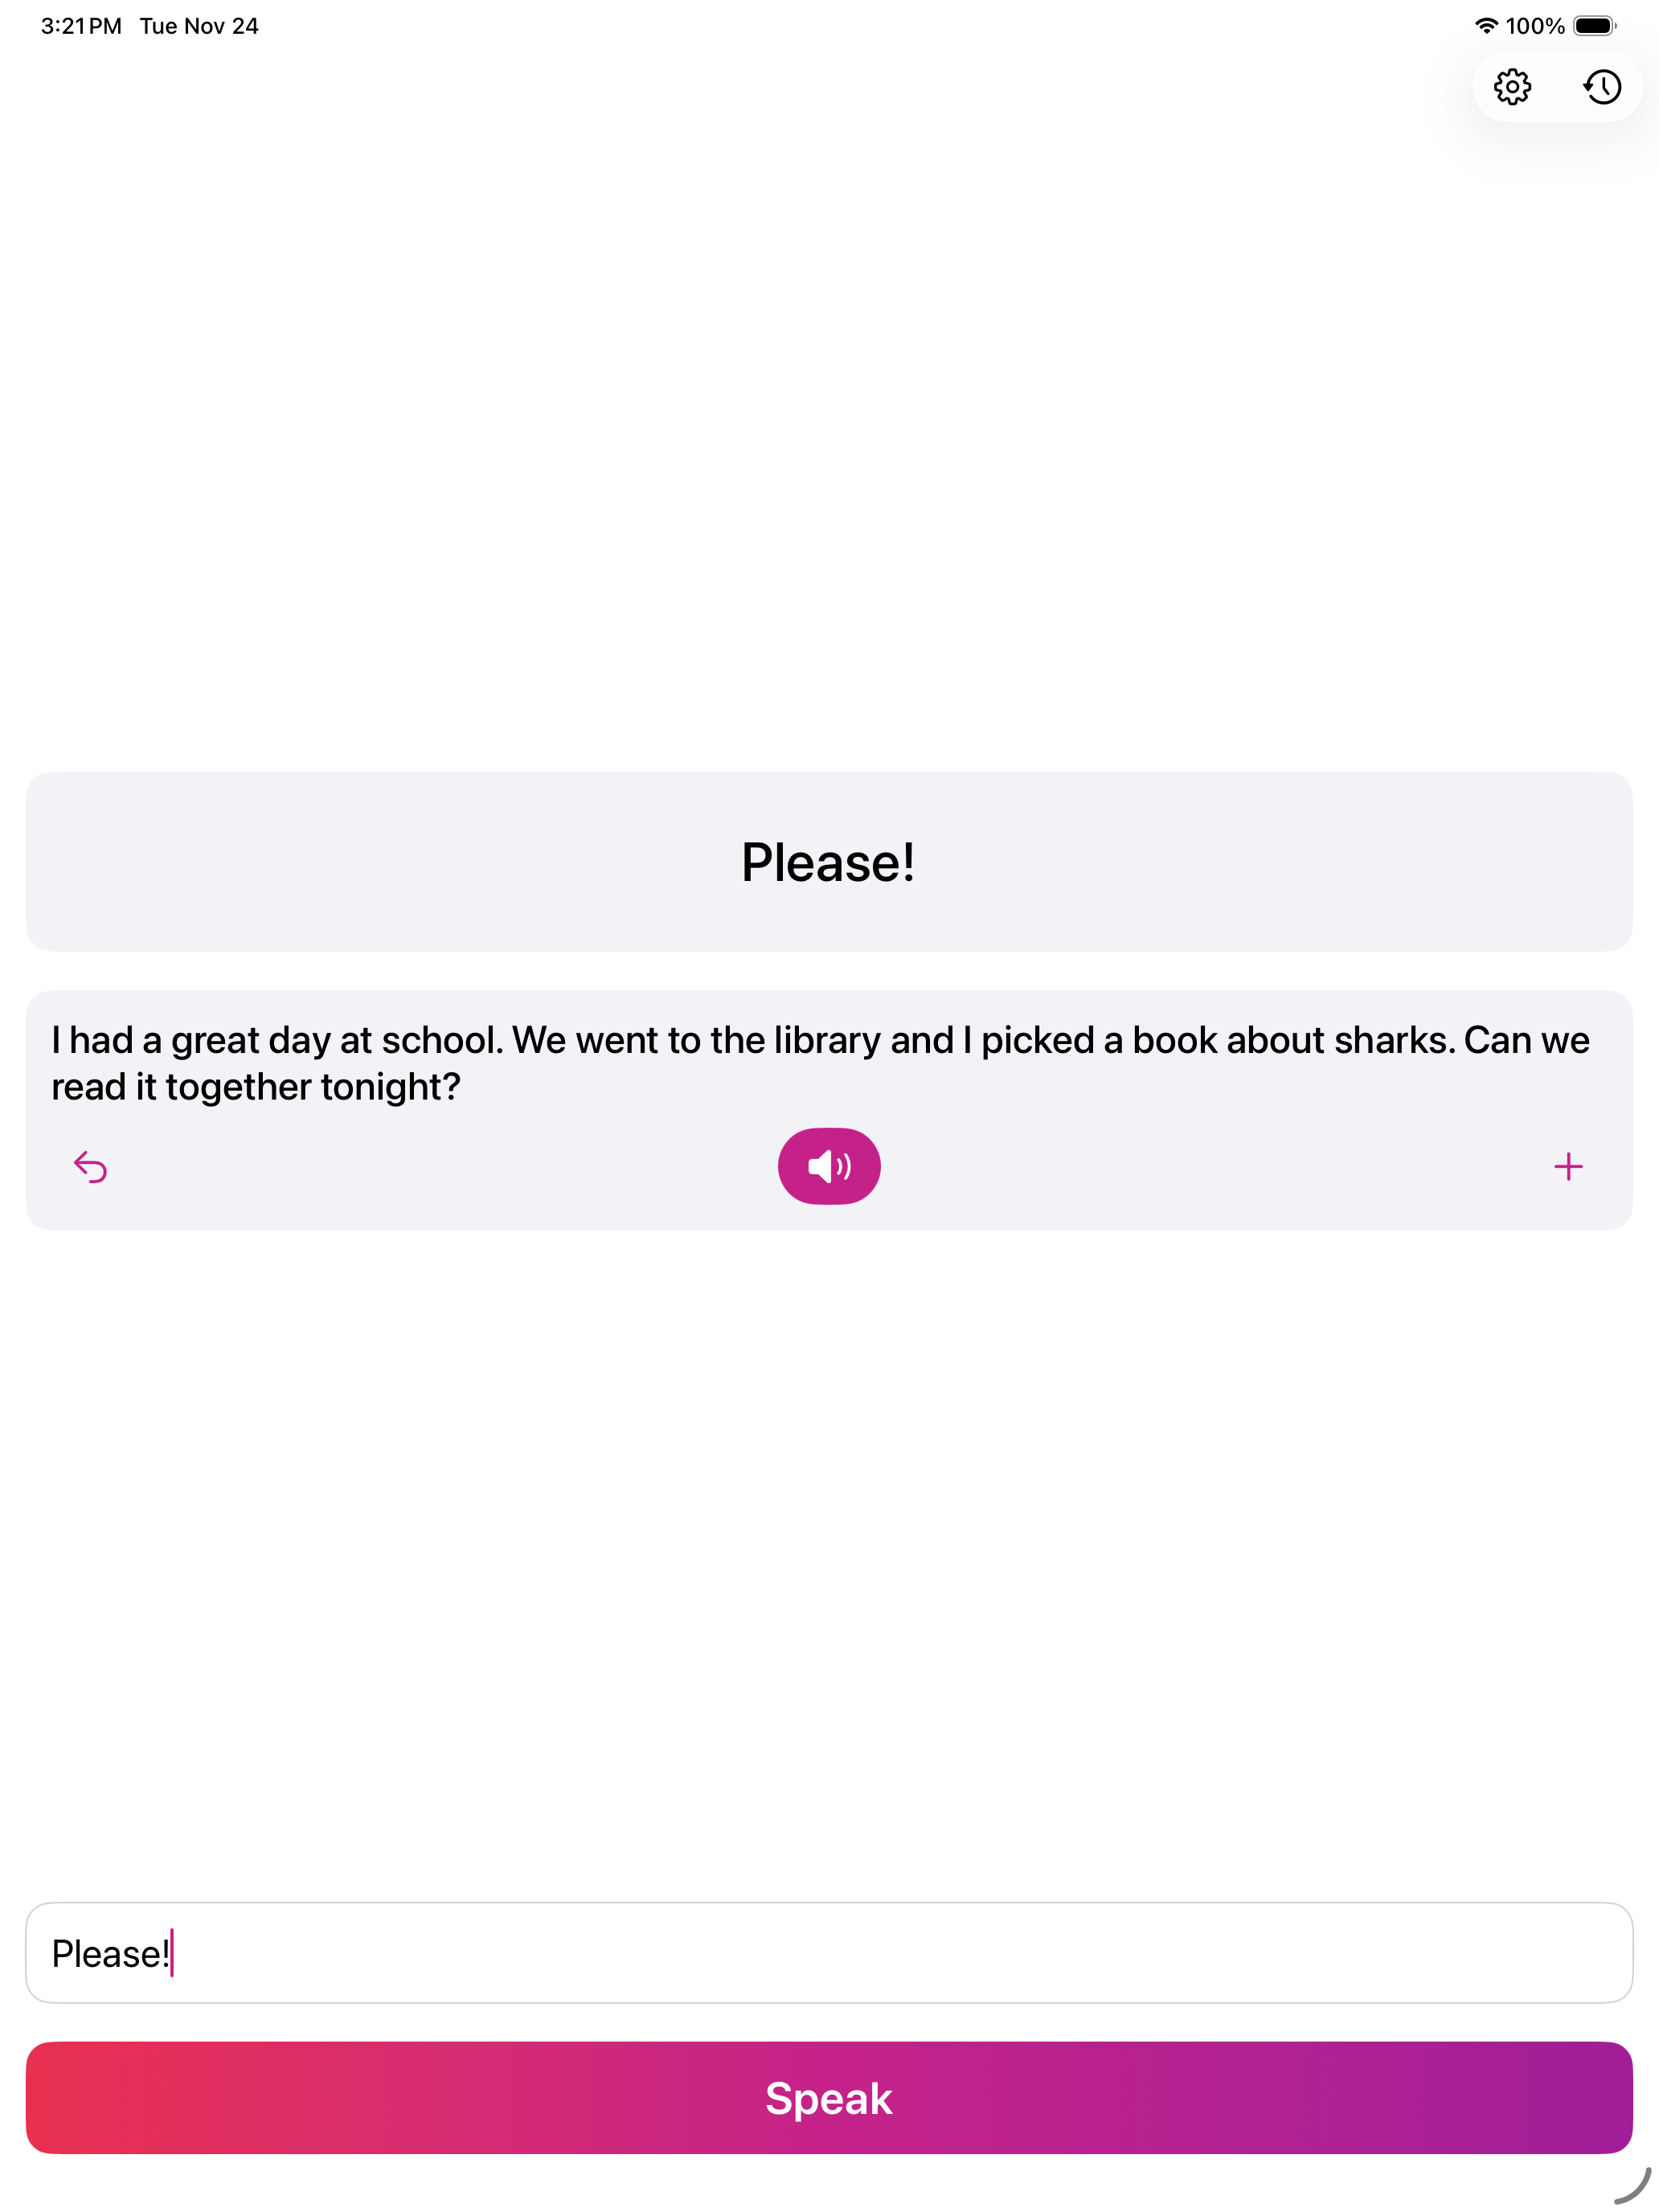 3:21 PM Tue Nov 24
100%
Please!
I had a great day at school. We went to the library and I picked a book about sharks. Can we
read it together tonight?
Please!
Speak